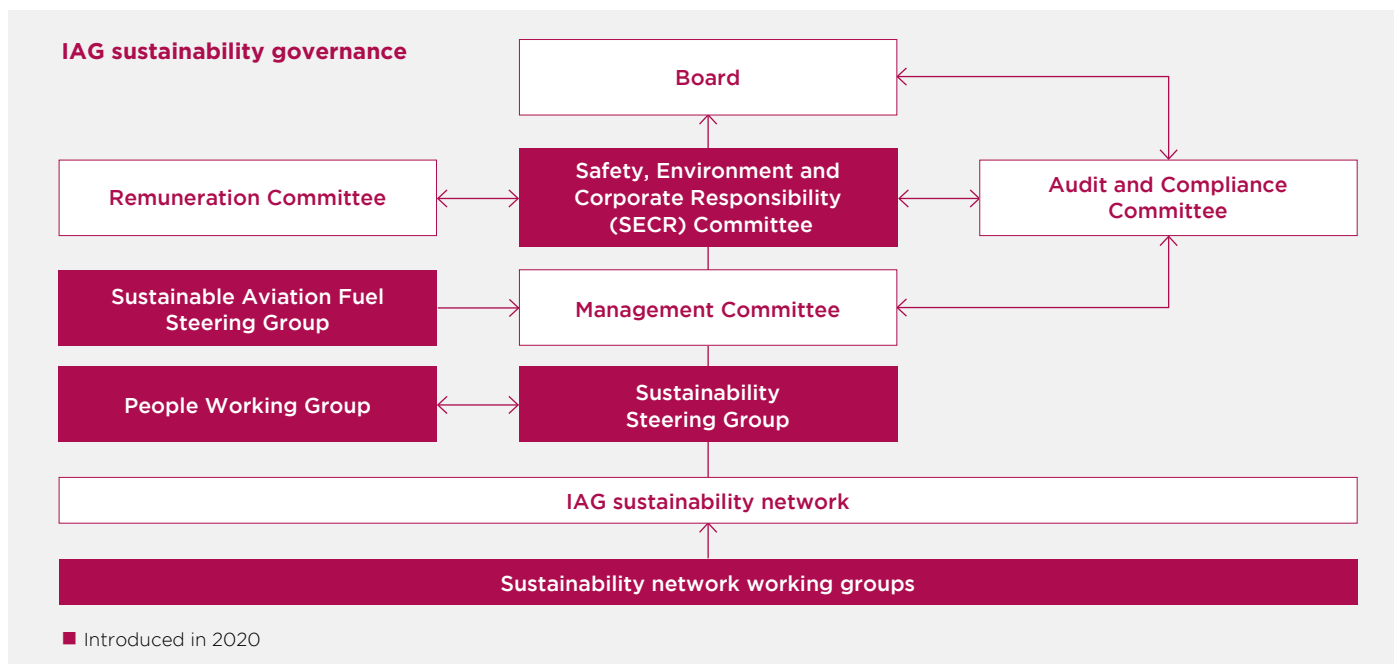 IAG sustainability governance
Board
Remuneration Committee
Safety, Environment and
Corporate Responsibility
(SECR) Committee
Audit and Compliance
Committee
Sustainable Aviation Fuel
Steering Group
Management Committee
People Working Group
Sustainability
Steering Group
IAG sustainability network
Sustainability network working groups
Introduced in 2020